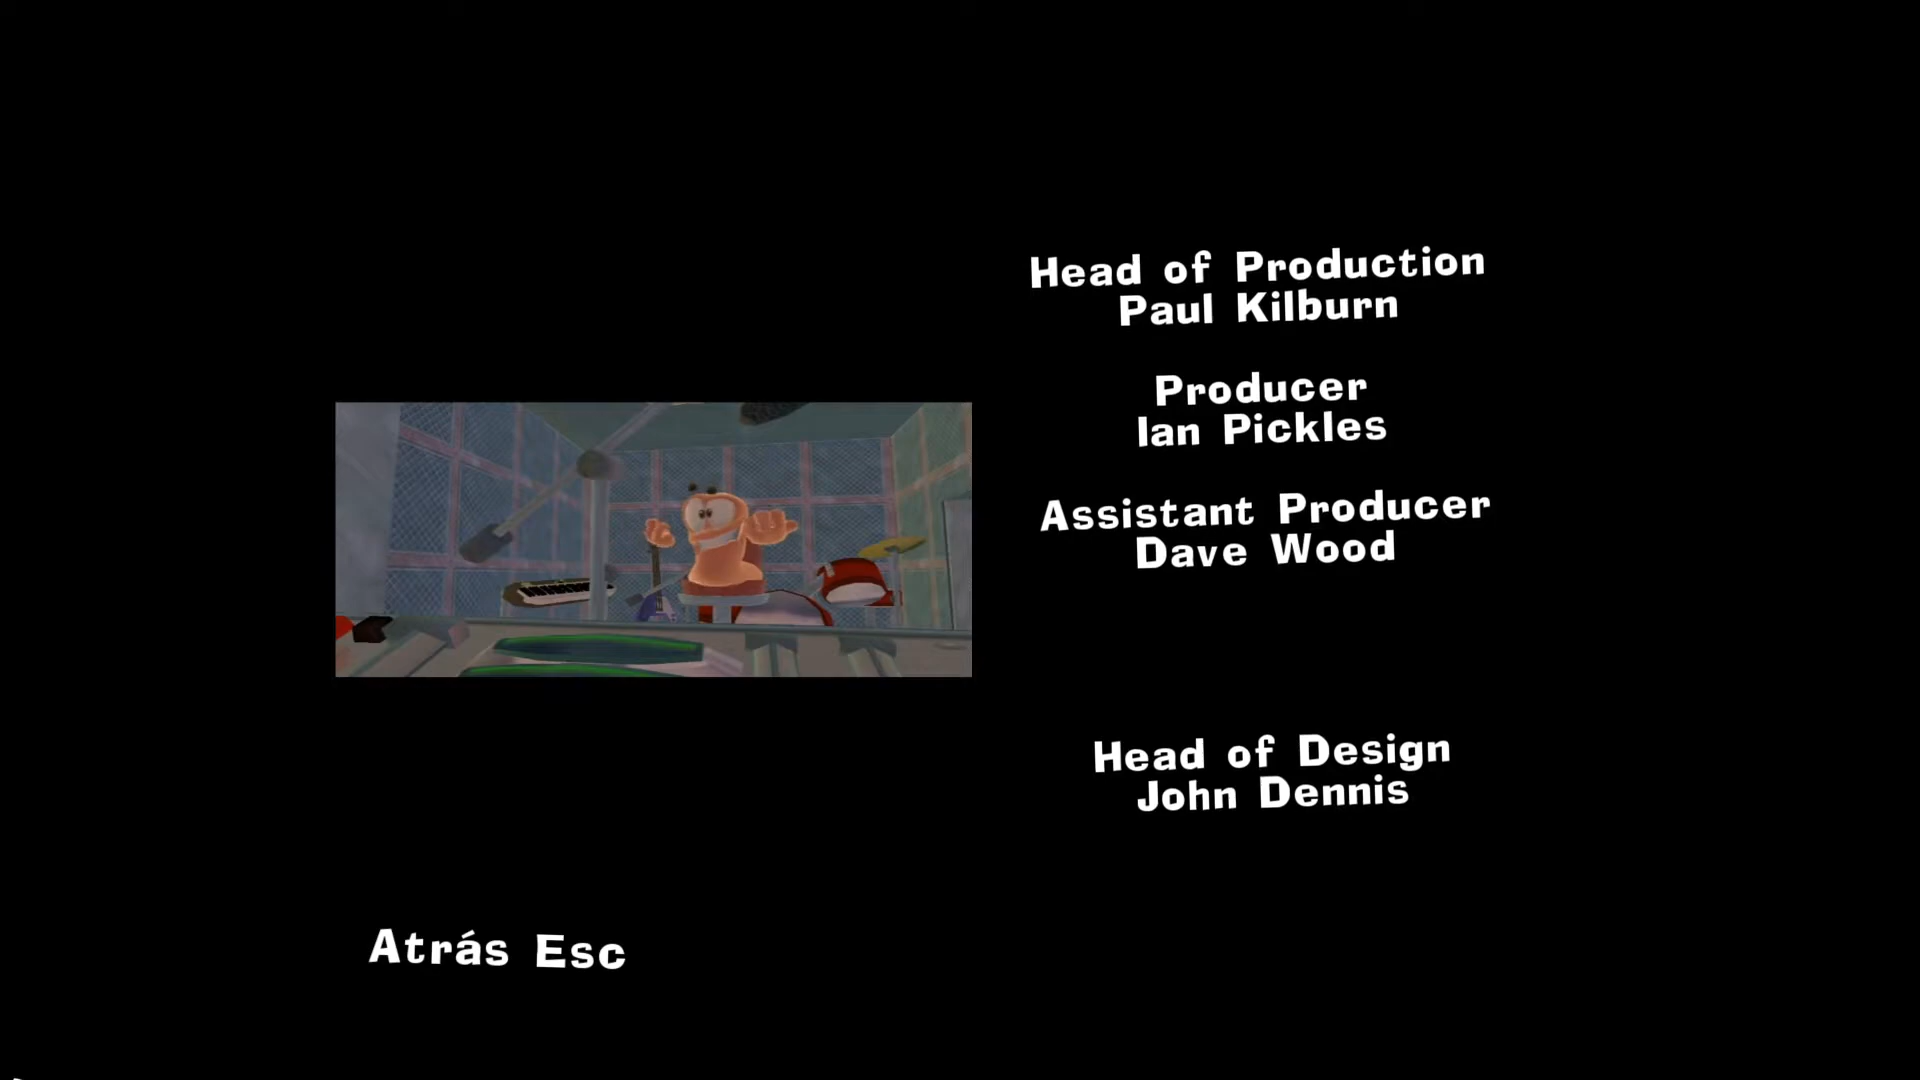 Head of Production
Paul Kilburn
Producer
Ian Pickles
Assistant Producer
Dave Wood
Head of Design
John Dennis
Atrás Esc